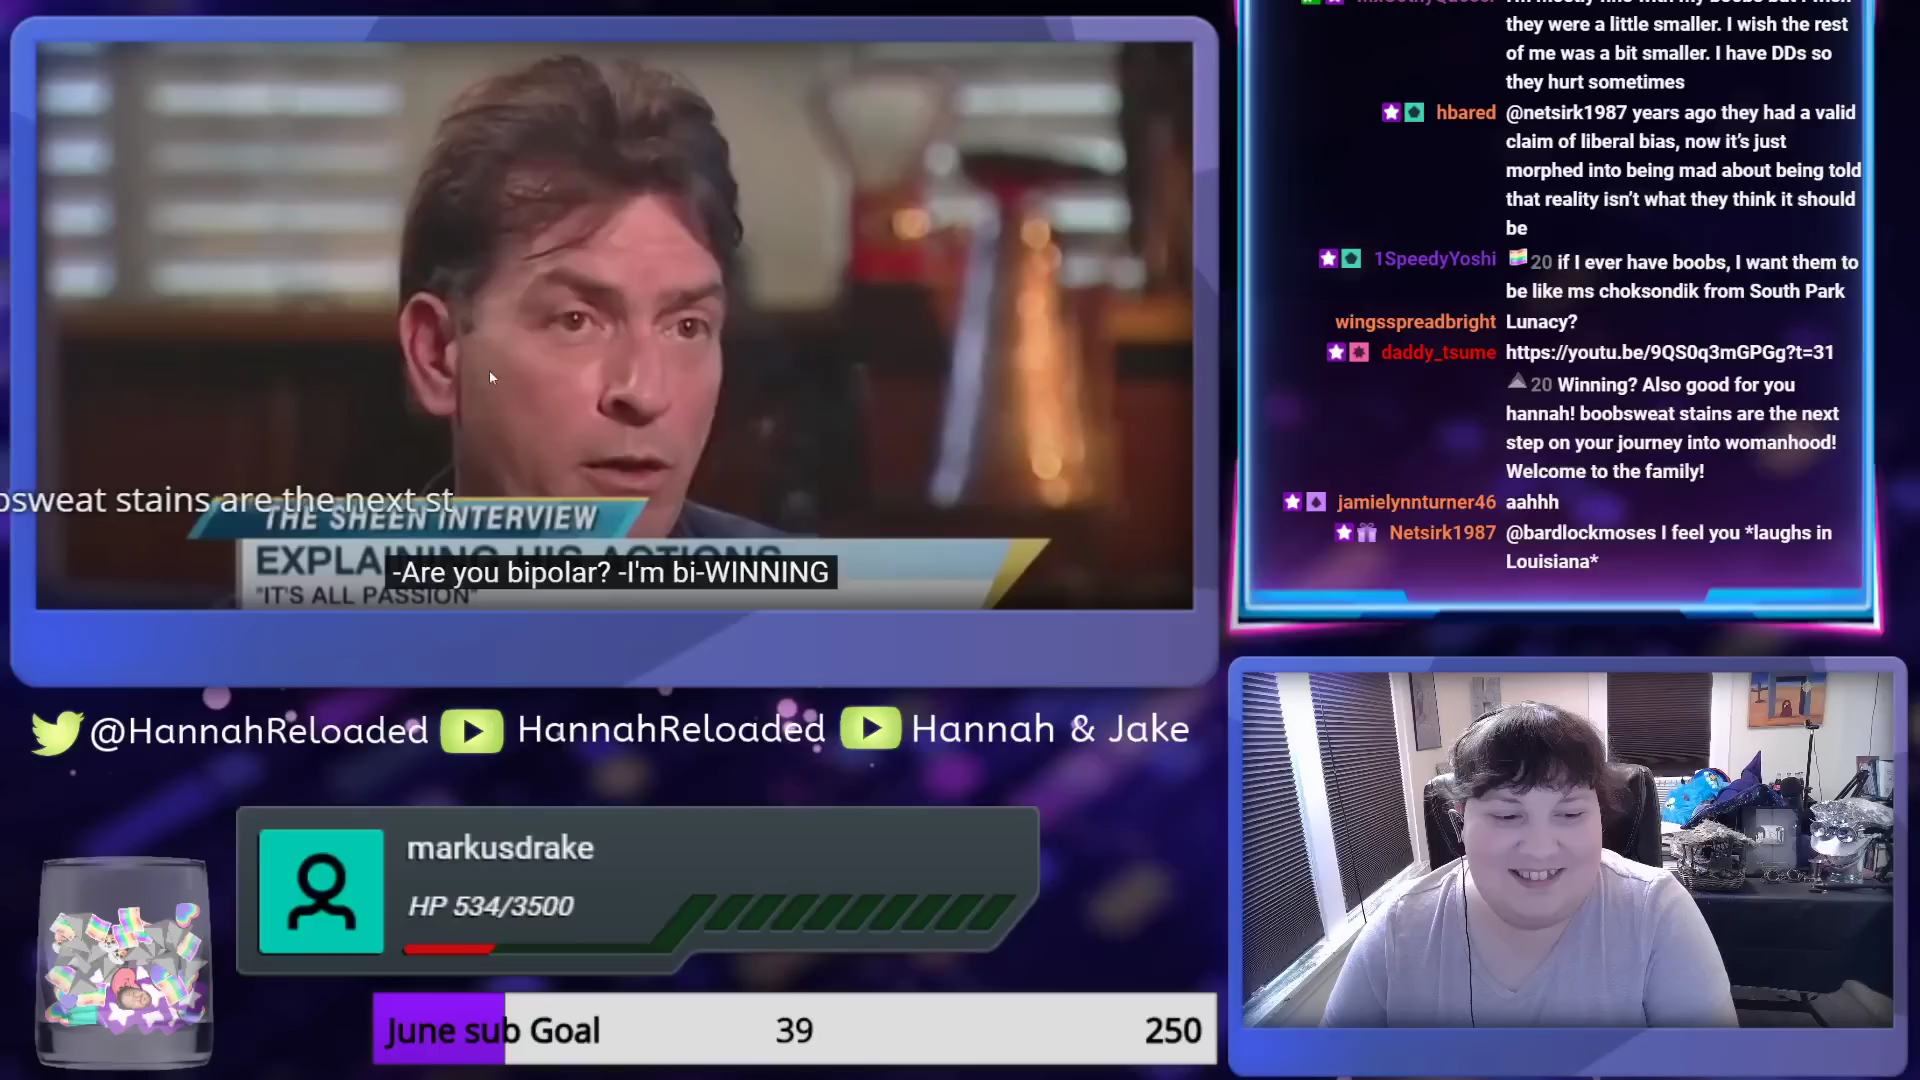 osweat stains are the next st
THE SHEEN INTERVIEW
"IT'S ALL PASSION"
-Are you bipolar? -I'm bi-WINNING
they were a little smaller. I wish the rest
of me was a bit smaller. I have DDs so
they hurt sometimes
hbared @netsirk1987 years ago they had a valid
claim of liberal bias, now it's just
morphed into being mad about being told
that reality isn't what they think it should
be
1SpeedyYoshi 20 if I ever have boobs, I want them to
be like ms choksondik from South Park
wingsspreadbright Lunacy?
daddy_tsume https://youtu.be/9QS0q3mGPGg?t=31
20 Winning? Also good for you
hannah! boobsweat stains are the next
step on your journey into womanhood!
Welcome to the family!
jamielynnturner46 aahhh
Netsirk1987 @bardlockmoses I feel you *laughs in
Louisiana*
@HannahReloaded HannahReloaded Hannah & Jake
markusdrake
HP 534/3500
June sub Goal 39 250